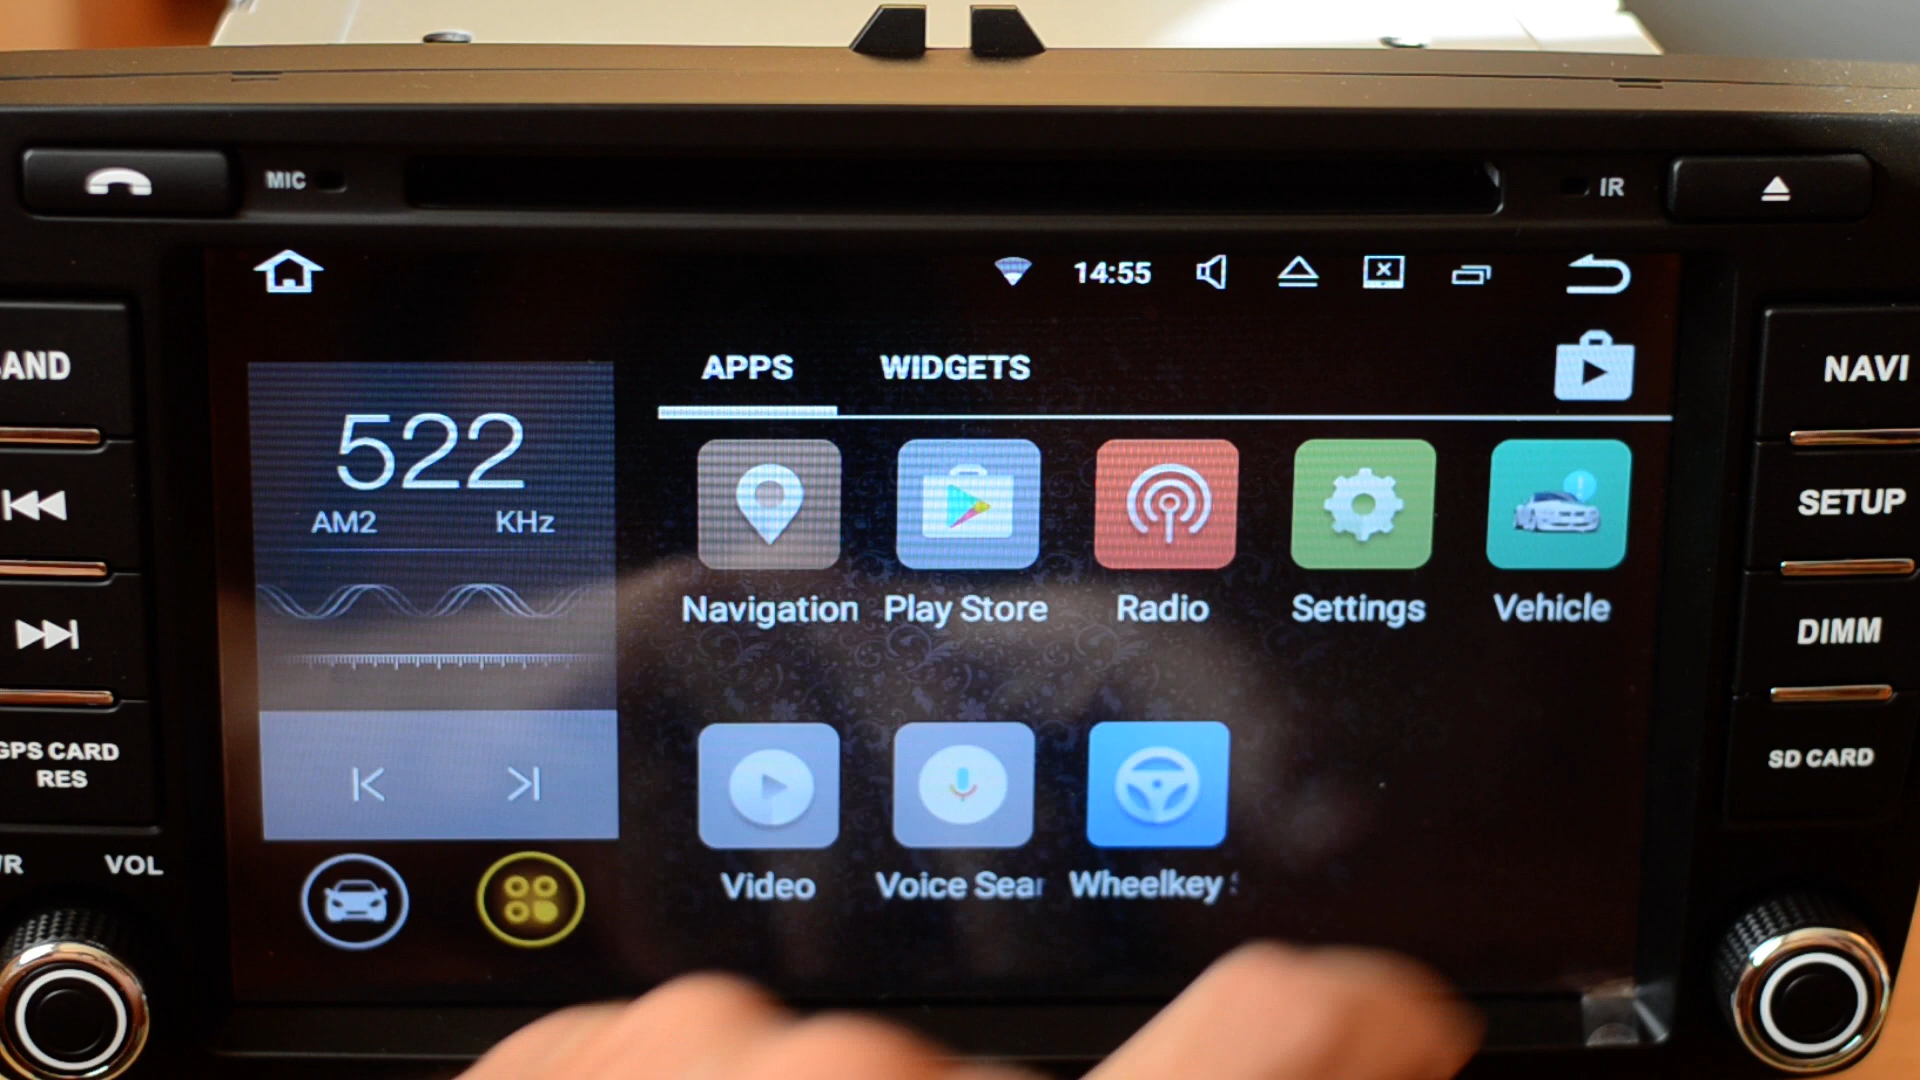 MIC
IR
14:55
AND
NAVI
APPS WIDGETS
522
AM2 KHz
SETUP
Navigation Play Store Radio Settings Vehicle
DIMM
GPS CARD
RES
SD CARD
VOL
Video Voice Sear Wheelkey